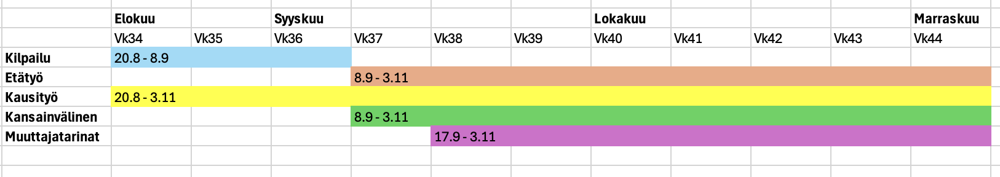 Elokuu Syyskuu Lokakuu Marraskuu
Vk34 Vk35 Vk36 Vk37 Vk38 Vk39 Vk40 Vk41 Vk42 Vk43 Vk44
Kilpailu 20.8 - 8.9
Etätyö 8.9 - 3.11
Kausityö 20.8 - 3.11
Kansainvälinen 8.9 - 3.11
Muuttajatarinat 17.9 - 3.11